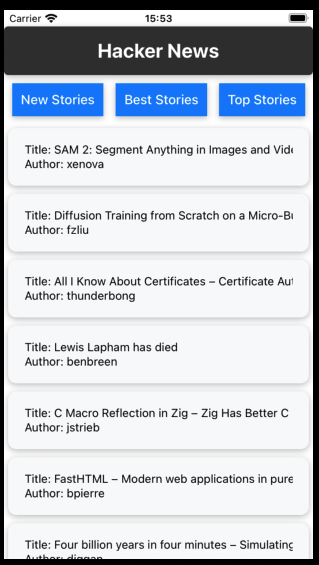 Carrier 15:53
Hacker News
New Stories Best Stories Top Stories
Title: SAM 2: Segment Anything in Images and Vide
Author: xenova
Title: Diffusion Training from Scratch on a Micro-Bu
Author: fzliu
Title: All I Know About Certificates – Certificate Aut
Author: thunderbong
Title: Lewis Lapham has died
Author: benbreen
Title: C Macro Reflection in Zig – Zig Has Better C
Author: jstrieb
Title: FastHTML – Modern web applications in pure
Author: bpierre
Title: Four billion years in four minutes – Simulating
Author: diggan